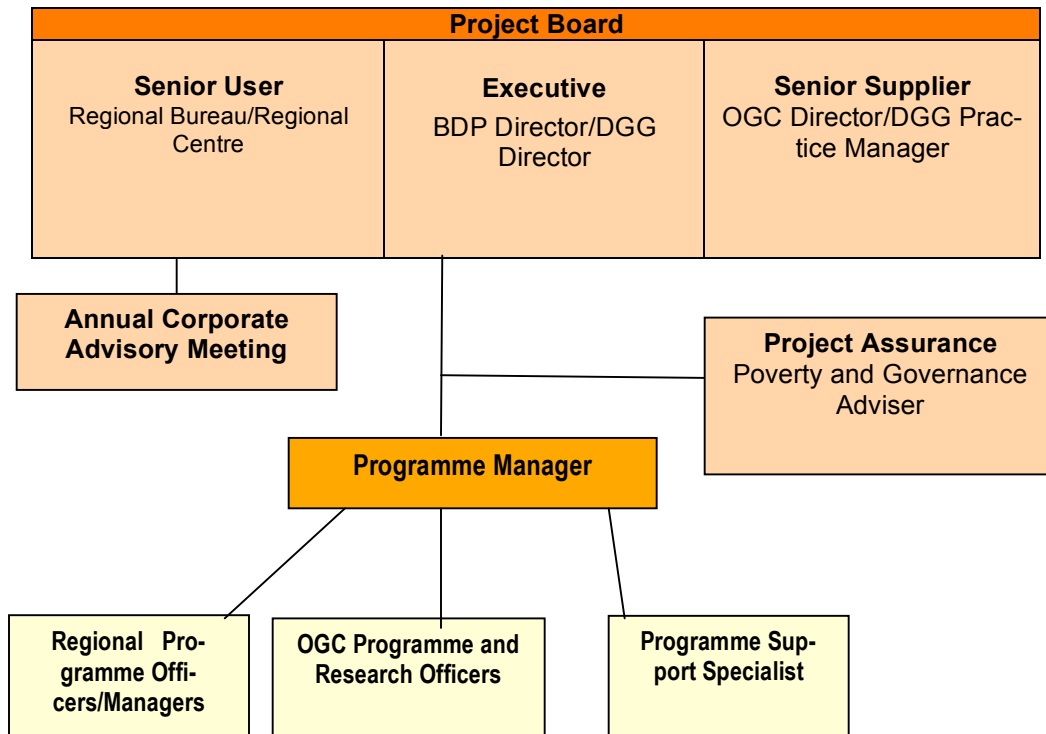 Project Board
Senior User
Regional Bureau/Regional
Centre
Executive
BDP Director/DGG
Director
Senior Supplier
OGC Director/DGG Prac-
tice Manager
Annual Corporate
Advisory Meeting
Project Assurance
Poverty and Governance
Adviser
Programme Manager
Regional Pro-
gramme Offi-
cers/Managers
OGC Programme and
Research Officers
Programme Sup-
port Specialist